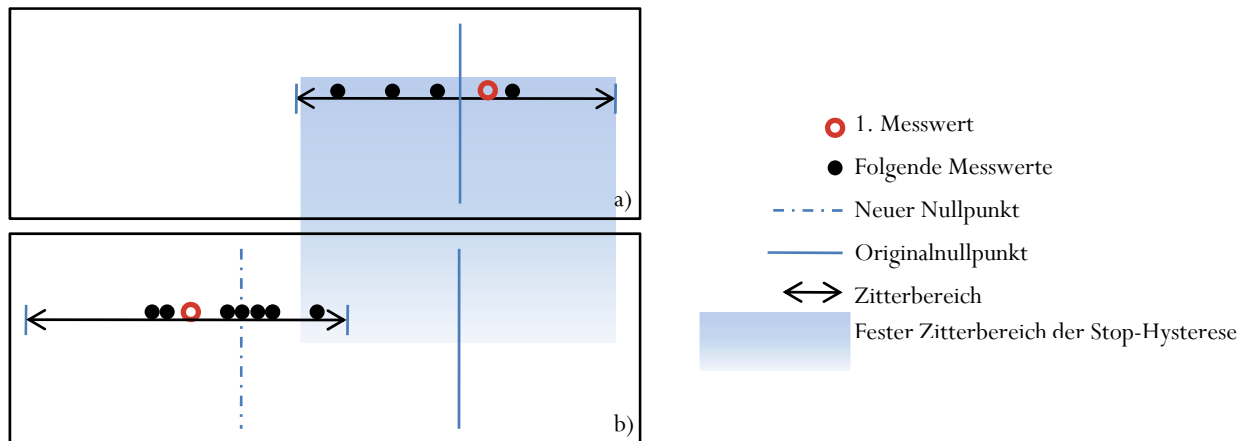 a)
b)
1. Messwert
Folgende Messwerte
Neuer Nullpunkt
Originalnullpunkt
Zitterbereich
Fester Zitterbereich der Stop-Hysterese